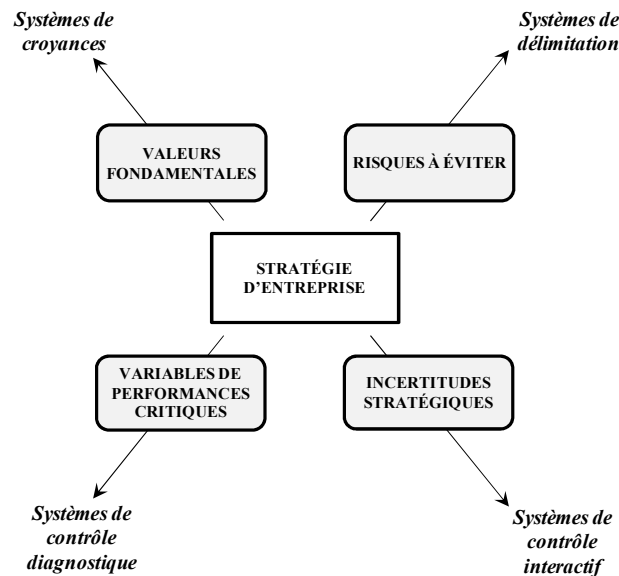 Systèmes de
croyances
Systèmes de
délimitation
VALEURS
FONDAMENTALES
RISQUES À ÉVITER
STRATÉGIE
D'ENTREPRISE
VARIABLES DE
PERFORMANCES
CRITIQUES
INCERTITUDES
STRATÉGIQUES
Systèmes de
contrôle
diagnostique
Systèmes de
contrôle
interactif